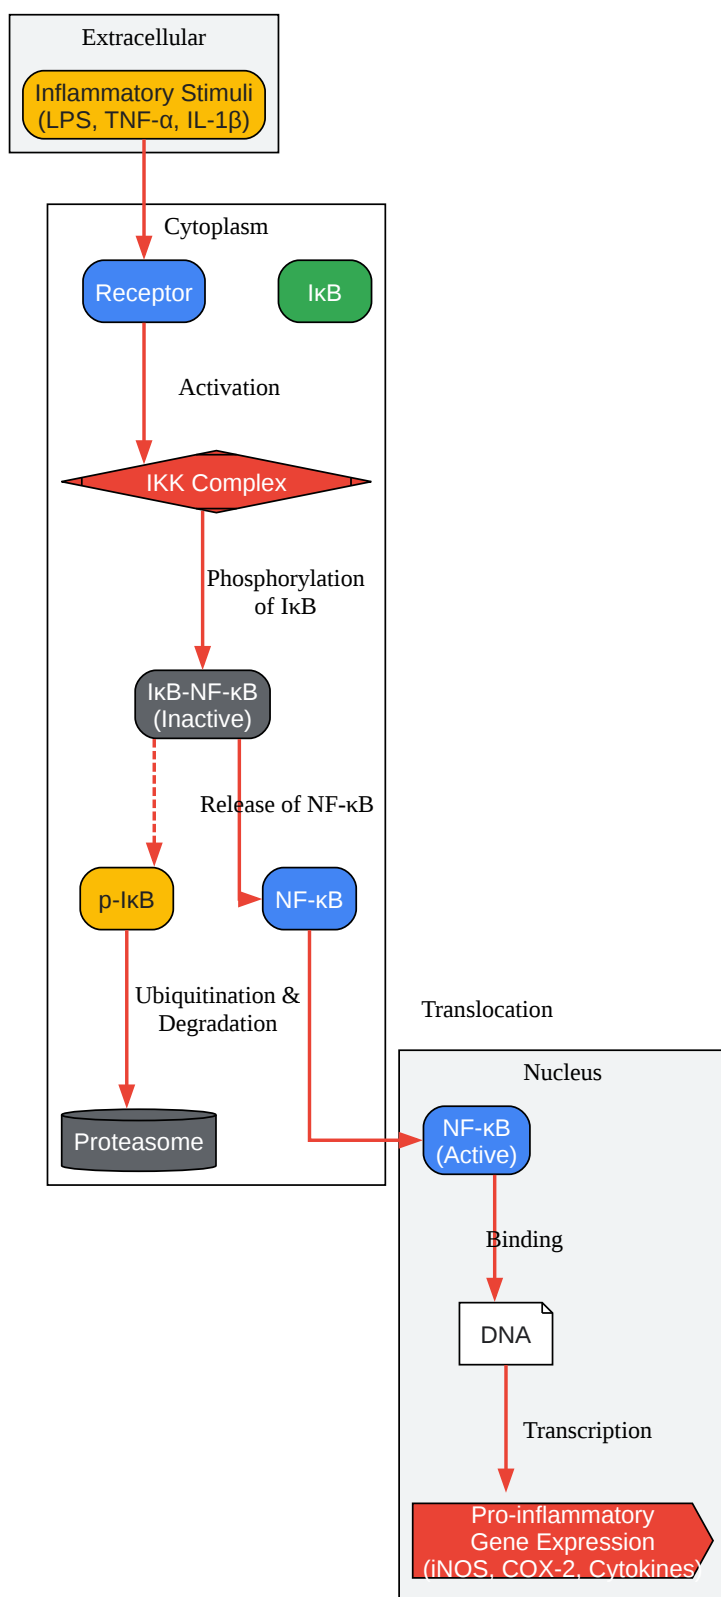 Extracellular
Inflammatory Stimuli
(LPS, TNF-α, IL-1β)
Cytoplasm
Receptor
IκB
Activation
IKK Complex
Phosphorylation
of IκB
IκB-NF-κB
(Inactive)
Release of NF-κB
p-IκB
NF-κB
Ubiquitination &
Degradation
Translocation
Proteasome
Nucleus
NF-κB
(Active)
Binding
DNA
Transcription
Pro-inflammatory
Gene Expression
(iNOS, COX-2, Cytokines)